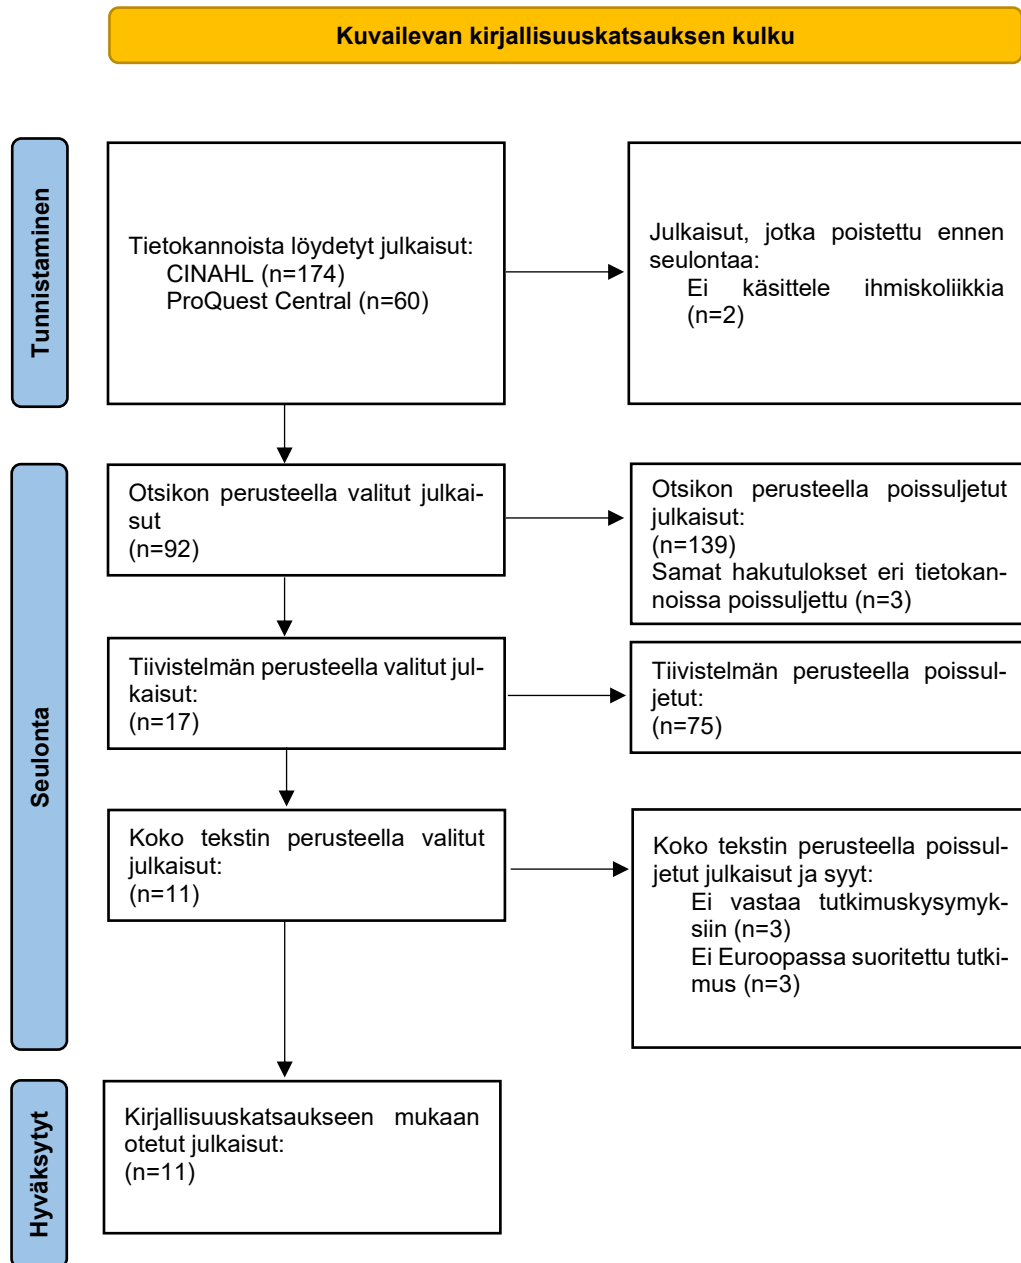 Kuvailevan kirjallisuuskatsauksen kulku
Tunnistaminen
Tietokannoista löydetyt julkaisut:
CINAHL (n=174)
ProQuest Central (n=60)
Julkaisut, jotka poistettu ennen
seulontaa:
Ei käsittele ihmiskoliikkia
(n=2)
Seulonta
Otsikon perusteella valitut julkai-
sut
(n=92)
Otsikon perusteella poissuljetut
julkaisut:
(n=139)
Samat hakutulokset eri tietokan-
noissa poissuljettu (n=3)
Tiivistelmän perusteella valitut jul-
kaisut:
(n=17)
Tiivistelmän perusteella poissul-
jetut:
(n=75)
Koko tekstin perusteella valitut
julkaisut:
(n=11)
Koko tekstin perusteella poissul-
jetut julkaisut ja syyt:
Ei vastaa tutkimuskysymyk-
siin (n=3)
Ei Euroopassa suoritettu tutki-
mus (n=3)
Hyväksytyt
Kirjallisuuskatsaukseen mukaan
otetut julkaisut:
(n=11)